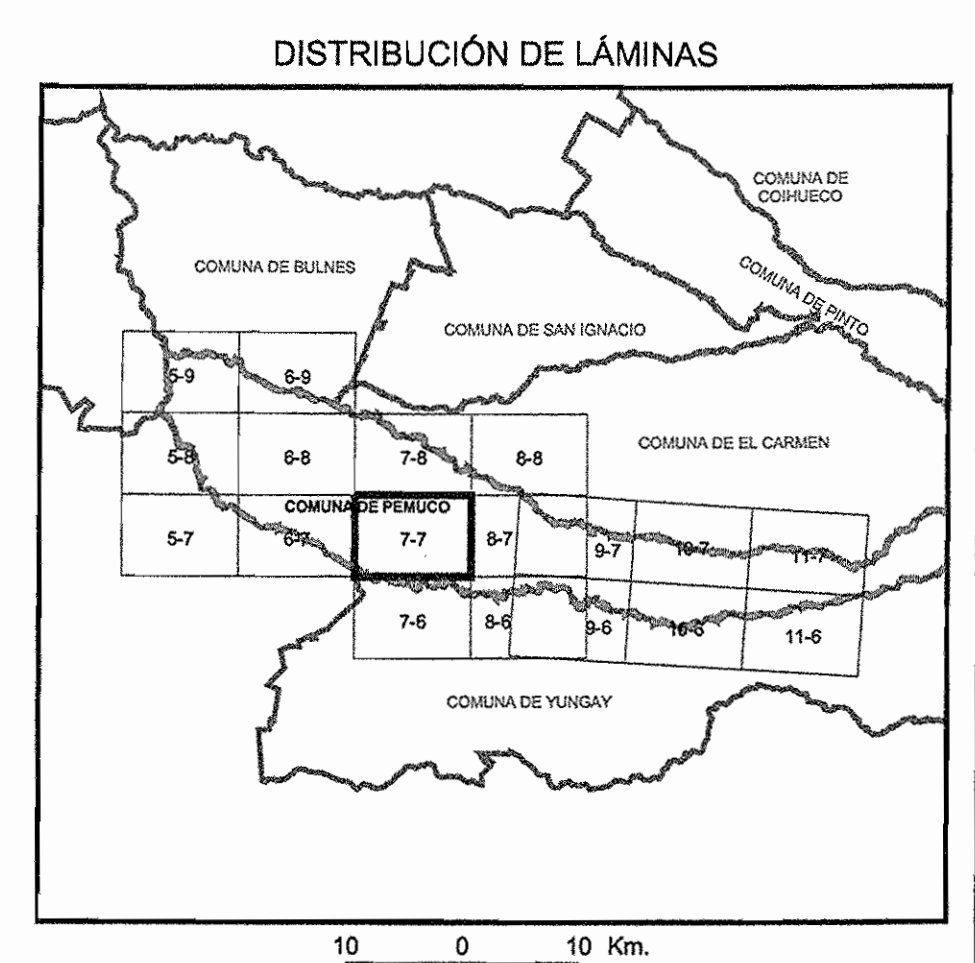 DISTRIBUCIÓN DE LÁMINAS
COMUNA DE
COIHUECO
COMUNA DE BULNES
COMUNA DE PINTO
COMUNA DE SAN IGNACIO
5-9
6-9
COMUNA DE EL CARMEN
5-8
6-8
7-8
8-8
COMUNA DE PEMUCO
5-7
6-7
7-7
8-7
9-7
10-7
11-7
7-6
8-6
9-6
10-6
11-6
COMUNA DE YUNGAY
10 0 10 Km.